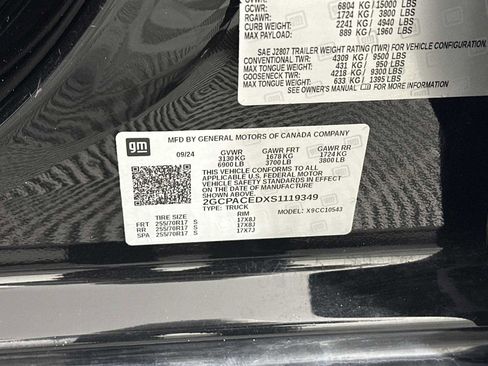 GCWR: 6804 KG / 15000 LBS
RGAWR: 1724 KG / 3800 LBS
CURB WEIGHT: 2241 KG / 4940 LBS
MAX PAYLOAD: 889 KG / 1960 LBS
SAE J2807 TRAILER WEIGHT RATING (TWR) FOR VEHICLE CONFIGURATION.
CONVENTIONAL TWR: 4309 KG / 9500 LBS
MAX TONGUE WEIGHT: 431 KG / 950 LBS
GOOSENECK TWR: 4218 KG / 9300 LBS
MAX TONGUE WEIGHT: 633 KG / 1395 LBS
SEE OWNER'S MANUAL FOR MORE INFORMATION
gm
MFD BY GENERAL MOTORS OF CANADA COMPANY
09/24 GVWR GAWR FRT GAWR RR
3130 KG 1678 KG 1724 KG
6900 LB 3700 LB 3800 LB
THIS VEHICLE CONFORMS TO ALL
APPLICABLE U.S. FEDERAL MOTOR
VEHICLE SAFETY STANDARDS IN
EFFECT ON THE DATE OF MANUFACTURE
SHOWN ABOVE.
2GCPACEDXS1119349
TYPE: TRUCK MODEL: X9CC10543
TIRE SIZE RIM
FRT 255/70R17 S 17X8J
RR 255/70R17 S 17X8J
SPA 255/70R17 S 17X7J